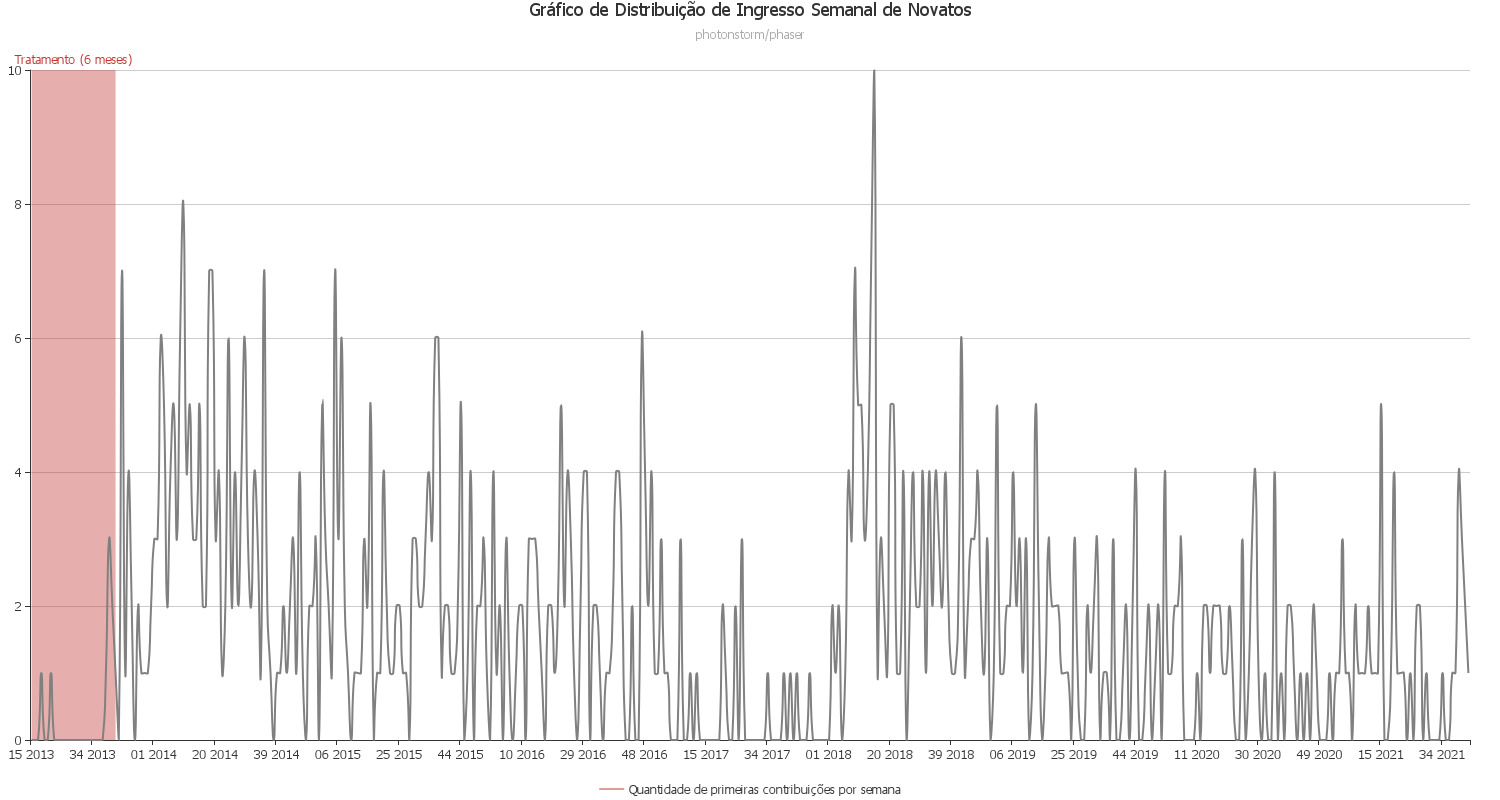 Gráfico de Distribuição de Ingresso Semanal de Novatos
photonstorm/phaser
Tratamento (6 meses)
10
8
6
4
2
0
15 2013 34 2013 01 2014 20 2014 39 2014 06 2015 25 2015 44 2015 10 2016 29 2016 48 2016 15 2017 34 2017 01 2018 20 2018 39 2018 06 2019 25 2019 44 2019 11 2020 30 2020 49 2020 15 2021 34 2021
Quantidade de primeiras contribuições por semana